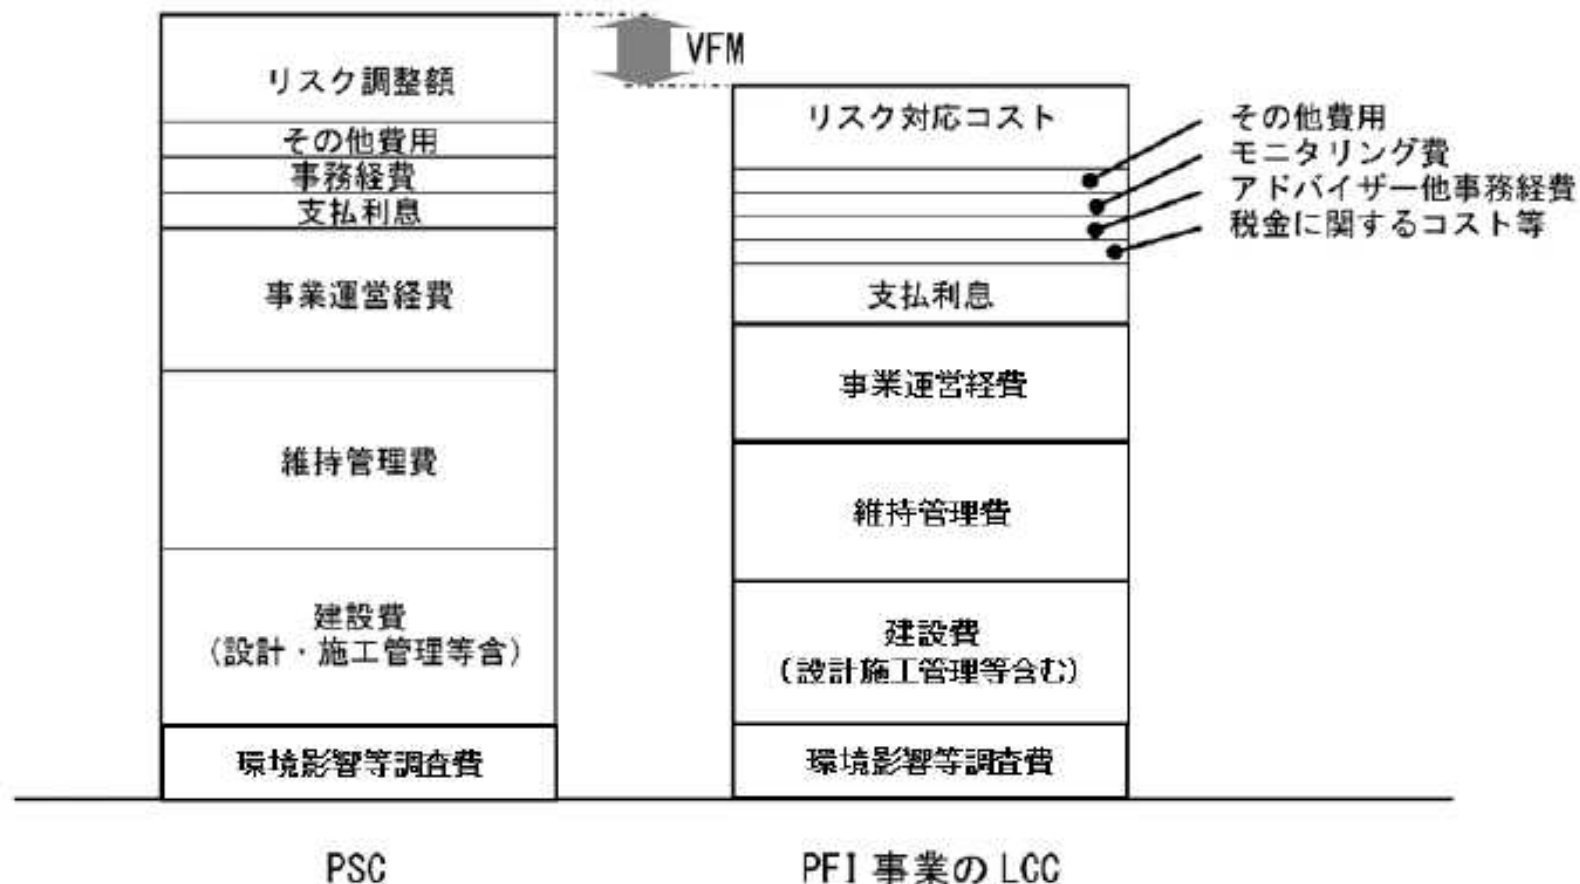 VFM
リスク調整額
その他費用
事務経費
支払利息
事業運営経費
維持管理費
建設費
(設計・施工管理等含)
環境影響等調査費
PSC
リスク対応コスト
その他費用
モニタリング費
アドバイザー他事務経費
税金に関するコスト等
支払利息
事業運営経費
維持管理費
建設費
(設計施工管理等含む)
環境影響等調査費
PFI 事業の LCC